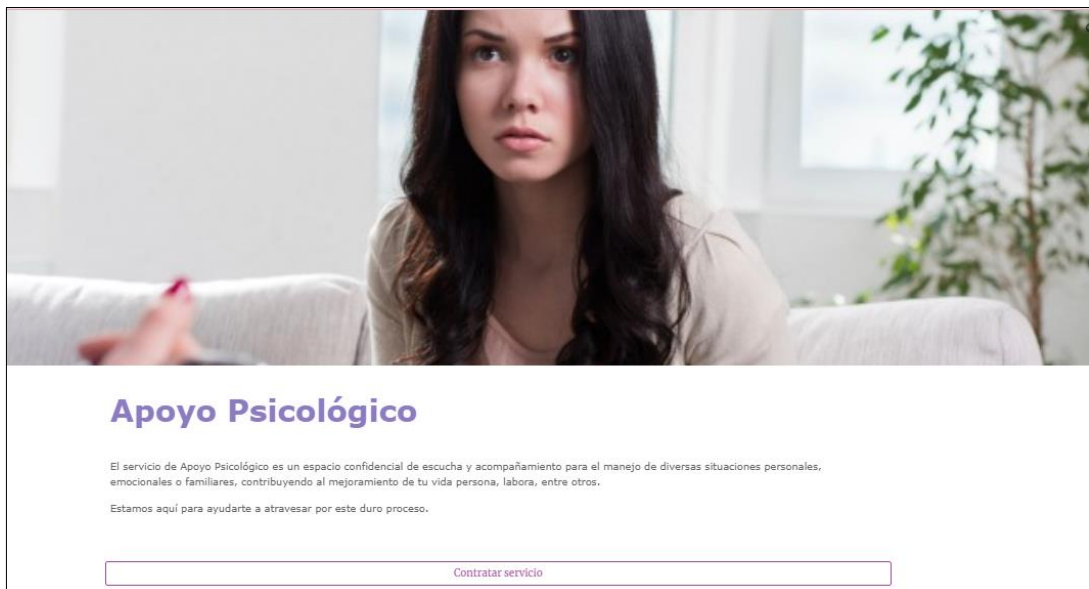 Apoyo Psicológico
El servicio de Apoyo Psicológico es un espacio confidencial de escucha y acompañamiento para el manejo de diversas situaciones personales,
emocionales o familiares, contribuyendo al mejoramiento de tu vida persona, labora, entre otros.
Estamos aquí para ayudarte a atravesar por este duro proceso.
Contratar servicio